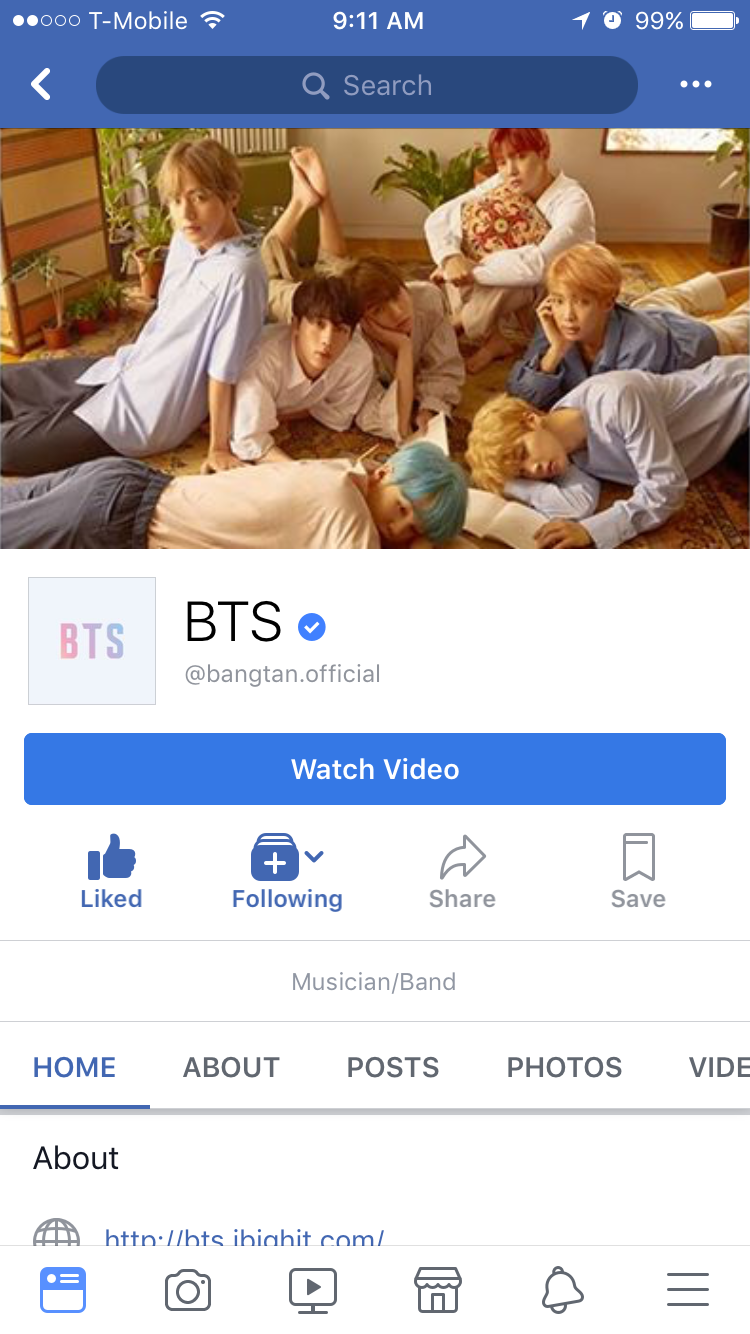 T-Mobile 9:11 AM 99%
Search
BTS
BTS
@bangtan.official
Watch Video
Liked Following Share Save
Musician/Band
HOME ABOUT POSTS PHOTOS VIDE
About
http://bts.ibighit.com/